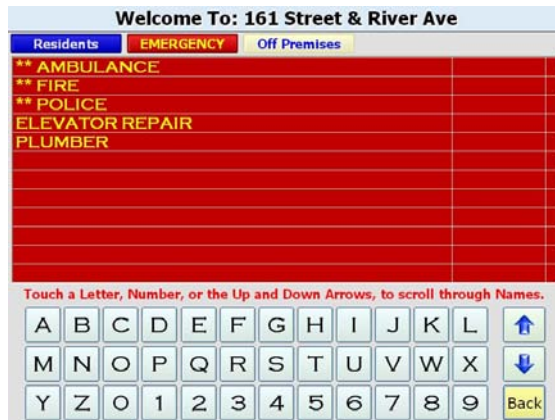 Welcome To: 161 Street & River Ave
Residents EMERGENCY Off Premises
** AMBULANCE
** FIRE
** POLICE
ELEVATOR REPAIR
PLUMBER
Touch a Letter, Number, or the Up and Down Arrows, to scroll through Names.
A B C D E F G H I J K L
M N O P Q R S T U V W X
Y Z 0 1 2 3 4 5 6 7 8 9 Back